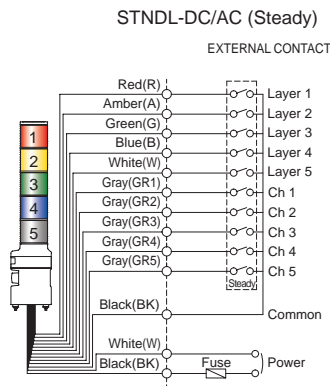 STNDL-DC/AC (Steady)
EXTERNAL CONTACT
Red(R)
Layer 1
Amber(A)
Layer 2
Green(G)
Layer 3
Blue(B)
Layer 4
White(W)
Layer 5
Gray(GR1)
Ch 1
Gray(GR2)
Ch 2
Gray(GR3)
Ch 3
Gray(GR4)
Ch 4
Gray(GR5)
Ch 5
Steady
1
2
3
4
5
Black(BK)
Common
White(W)
Black(BK)
Fuse
Power